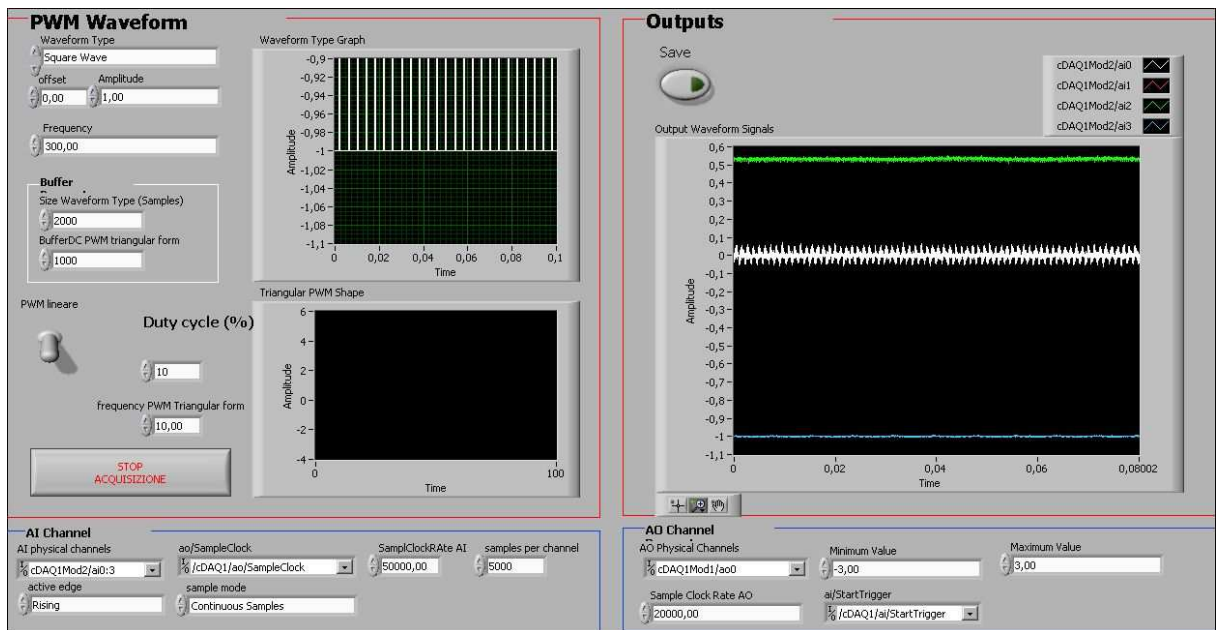 PWM Waveform
Waveform Type
Square Wave
offset
Amplitude
0,00
1,00
Frequency
300,00
Buffer
Size Waveform Type (Samples)
2000
BufferDC PWM triangular form
1000
PWM lineare
Duty cycle (%)
10
frequency PWM Triangular form
10,00
STOP
ACQUISIZIONE
Waveform Type Graph
Amplitude
-0,9
-0,92
-0,94
-0,96
-0,98
-1
-1,02
-1,04
-1,06
-1,08
-1,1
0 0,02 0,04 0,06 0,08 0,1
Time
Triangular PWM Shape
Amplitude
6
4
2
0
-2
-4
0 100
Time
Outputs
Save
cDAQ1Mod2/ai0
cDAQ1Mod2/ai1
cDAQ1Mod2/ai2
cDAQ1Mod2/ai3
Output Waveform Signals
Amplitude
0,6
0,5
0,4
0,3
0,2
0,1
0
-0,1
-0,2
-0,3
-0,4
-0,5
-0,6
-0,7
-0,8
-0,9
-1
-1,1
0 0,02 0,04 0,06 0,08002
Time
AI Channel
AI physical channels
cDAQ1Mod2/ai0:3
ao/SampleClock
/cDAQ1/ao/SampleClock
SamplClockRAte AI
50000,00
samples per channel
5000
active edge
Rising
sample mode
Continuous Samples
AO Channel
AO Physical Channels
cDAQ1Mod1/ao0
Minimum Value
-3,00
Maximum Value
3,00
Sample Clock Rate AO
20000,00
ai/StartTrigger
/cDAQ1/ai/StartTrigger